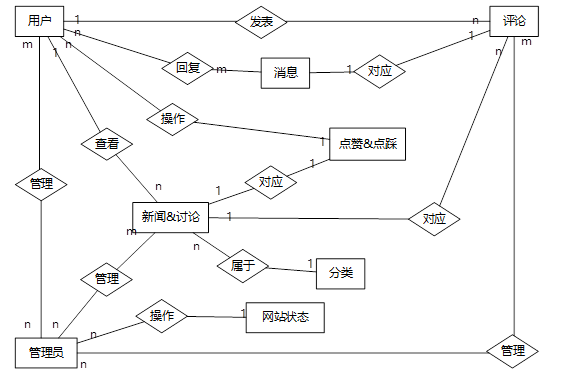 用户
1
发表
n
评论
m
n
n
1
m
1
n
回复
m
消息
1
对应
操作
1
点赞&点踩
查看
1
对应
1
管理
n
1
新闻&讨论
1
对应
m
n
属于
1
分类
管理
操作
1
网站状态
n
n
n
管理员
n
n
管理